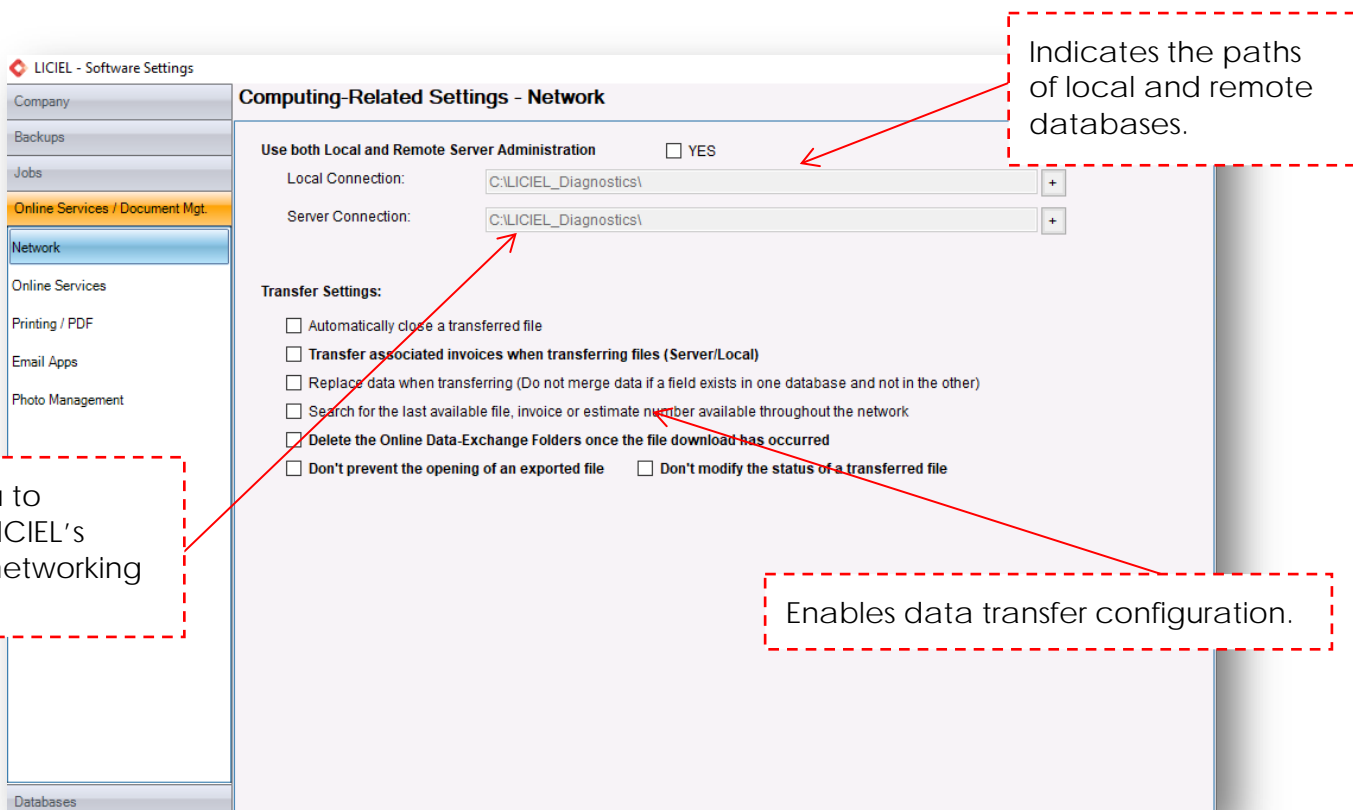 Indicates the paths
of local and remote
databases.
LICIEL - Software Settings
Company
Backups
Jobs
Online Services / Document Mgt.
Network
Online Services
Printing / PDF
Email Apps
Photo Management
Databases
Computing-Related Settings - Network
Use both Local and Remote Server Administration YES
Local Connection: C:\LICIEL_Diagnostics\ +
Server Connection: C:\LICIEL_Diagnostics\ +
Transfer Settings:
Automatically close a transferred file
Transfer associated invoices when transferring files (Server/Local)
Replace data when transferring (Do not merge data if a field exists in one database and not in the other)
Search for the last available file, invoice or estimate number available throughout the network
Delete the Online Data-Exchange Folders once the file download has occurred
Don't prevent the opening of an exported file Don't modify the status of a transferred file
to
ICIEL’s
networking
Enables data transfer configuration.